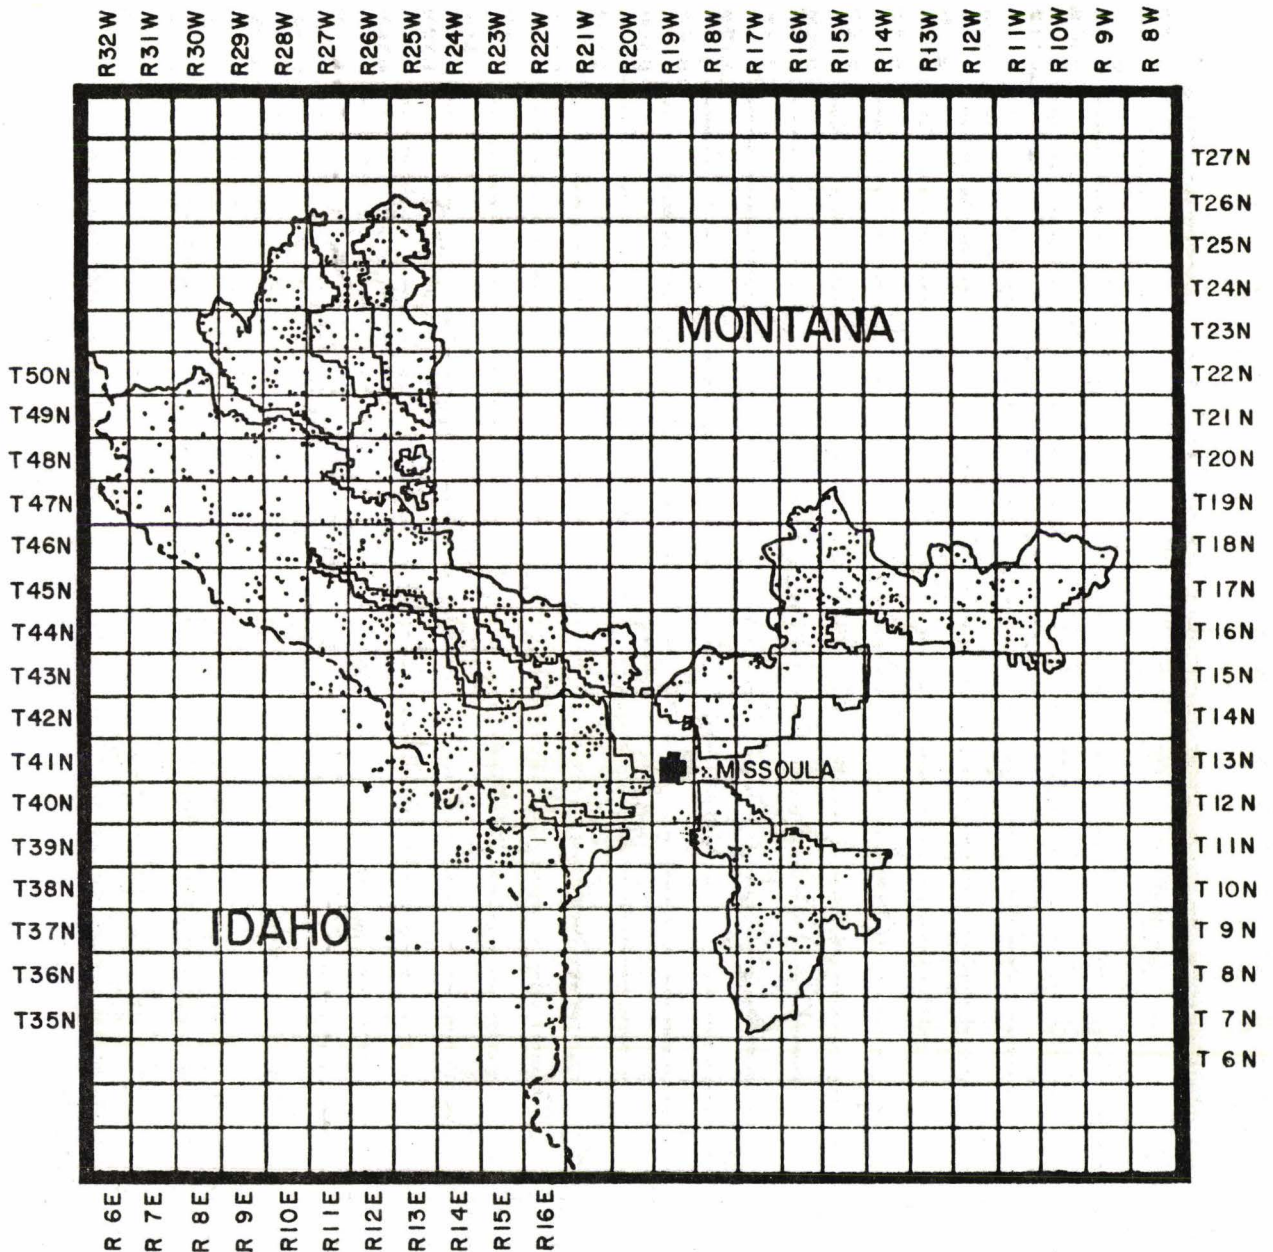 R32W R31W R30W R29W R28W R27W R26W R25W R24W R23W R22W R21W R20W R19W R18W R17W R16W R15W R14W R13W R12W R11W R10W R 9W R 8W
T27N
T26N
T25N
T24N
MONTANA
T23N
T50N
T22N
T49N
T21N
T48N
T20N
T47N
T19N
T46N
T18N
T45N
T17N
T44N
T16N
T43N
T15N
T42N
T14N
T41N
MISSOULA
T13N
T40N
T12N
T39N
T11N
T38N
T10N
IDAHO
T37N
T 9N
T36N
T 8N
T35N
T 7N
T 6N
R 6E R 7E R 8E R 9E R10E R11E R12E R13E R14E R15E R16E